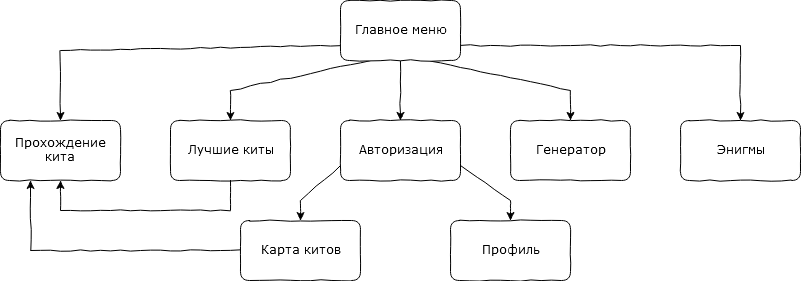 Главное меню
Прохождение
кита
Лучшие киты
Авторизация
Генератор
Энигмы
Карта китов
Профиль